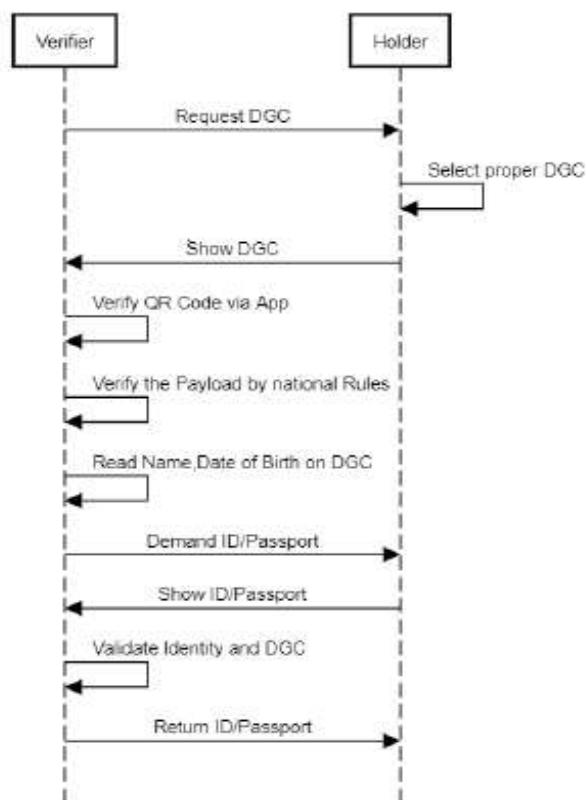 Verifier
Holder
Request DGC
Select proper DGC
Show DGC
Verify QR Code via App
Verify the Payload by national Rules
Read Name,Date of Birth on DGC
Demand ID/Passport
Show ID/Passport
Validate Identity and DGC
Return ID/Passport